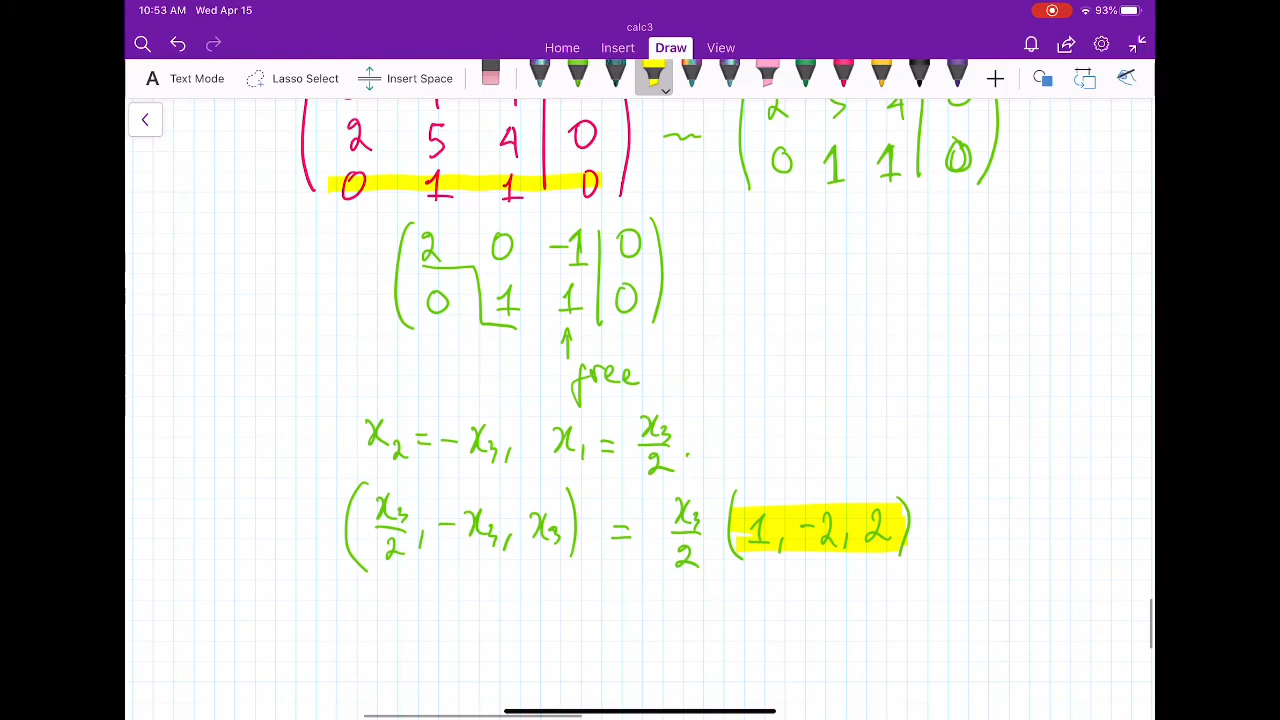 10:53 AM Wed Apr 15
93%
calc3
Home Insert Draw View
A Text Mode Lasso Select Insert Space
2 5 4 | 0 ~
0 1 1 | 0
0 1 1 | 0
2 0 -1 | 0
0 1 1 | 0
↑
free
x₂ = -x₃, x₁ = x₃/2.
(x₃/2, -x₃, x₃) = x₃/2 (1, -2, 2)